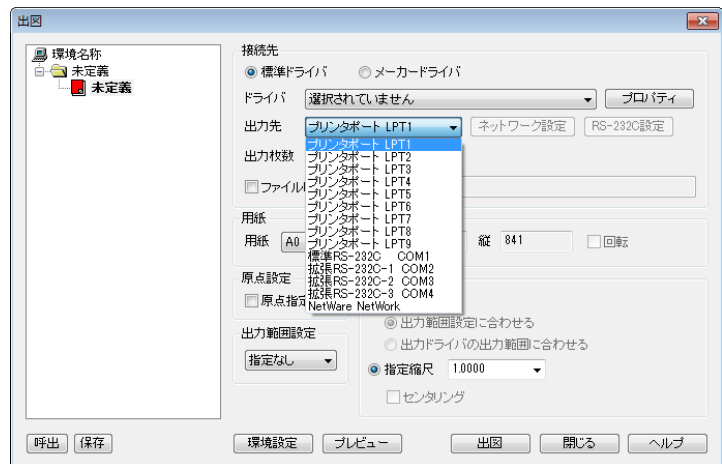 出図
環境名称
未定義
未定義
接続先
標準ドライバ メーカードライバ
ドライバ 選択されていません プロパティ
出力先 プリンタポート LPT1 ネットワーク設定 RS-232C設定
プリンタポート LPT1
出力枚数 プリンタポート LPT2
プリンタポート LPT3
プリンタポート LPT4
ファイル プリンタポート LPT5
プリンタポート LPT6
用紙 プリンタポート LPT7
プリンタポート LPT8
用紙 A0 プリンタポート LPT9 縦 841 回転
標準RS-232C COM1
拡張RS-232C-1 COM2
原点設定 拡張RS-232C-2 COM3
原点指定 拡張RS-232C-3 COM4
NetWare NetWork
出力範囲設定に合わせる
出力範囲設定 出力ドライバの出力範囲に合わせる
指定なし 指定縮尺 1.0000
センタリング
呼出 保存 環境設定 プレビュー 出図 閉じる ヘルプ